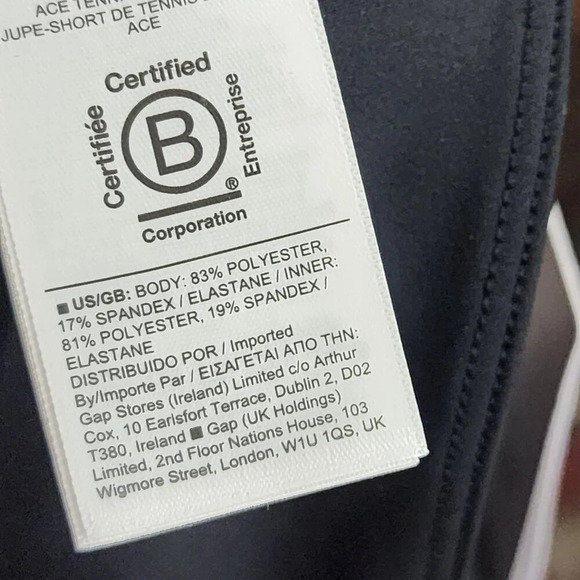 ACE TENNI
JUPE-SHORT DE TENNIS
ACE
Certified
Certifiée
B
Entreprise
®
Corporation
■ US/GB: BODY: 83% POLYESTER,
17% SPANDEX / ELASTANE / INNER:
81% POLYESTER, 19% SPANDEX /
ELASTANE
DISTRIBUIDO POR / Imported
By/Importe Par / ΕΙΣΑΓΕΤΑΙ ΑΠΟ ΤΗΝ:
Gap Stores (Ireland) Limited c/o Arthur
Cox, 10 Earlsfort Terrace, Dublin 2, D02
T380, Ireland ■ Gap (UK Holdings)
Limited, 2nd Floor Nations House, 103
Wigmore Street, London, W1U 1QS, UK